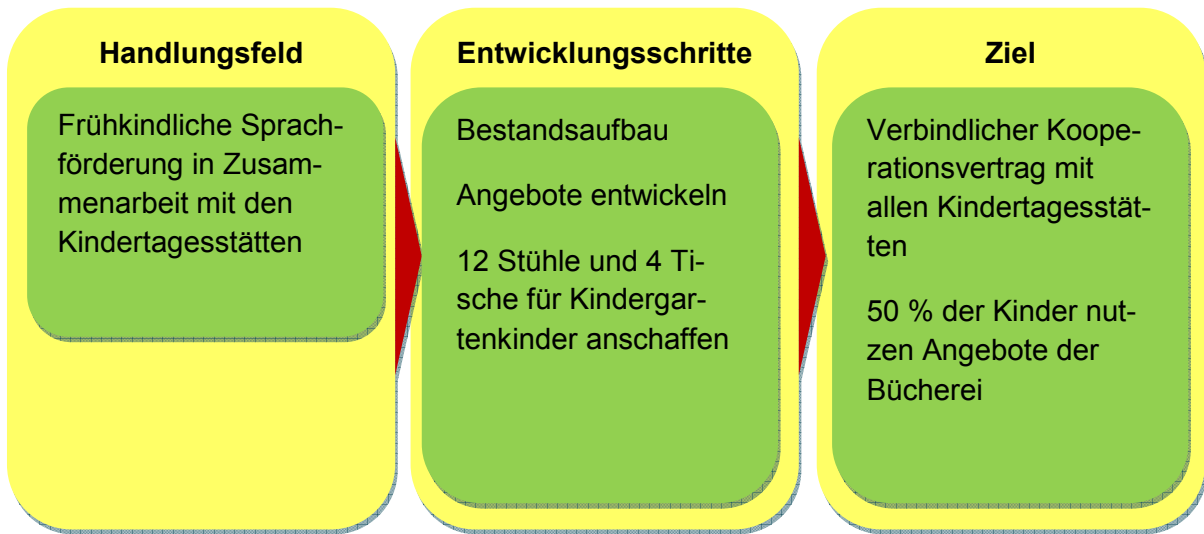 Handlungsfeld
Frühkindliche Sprach-
förderung in Zusam-
menarbeit mit den
Kindertagesstätten
Entwicklungsschritte
Bestandsaufbau
Angebote entwickeln
12 Stühle und 4 Ti-
sche für Kindergar-
tenkinder anschaffen
Ziel
Verbindlicher Koope-
rationsvertrag mit
allen Kindertagesstät-
ten
50 % der Kinder nut-
zen Angebote der
Bücherei